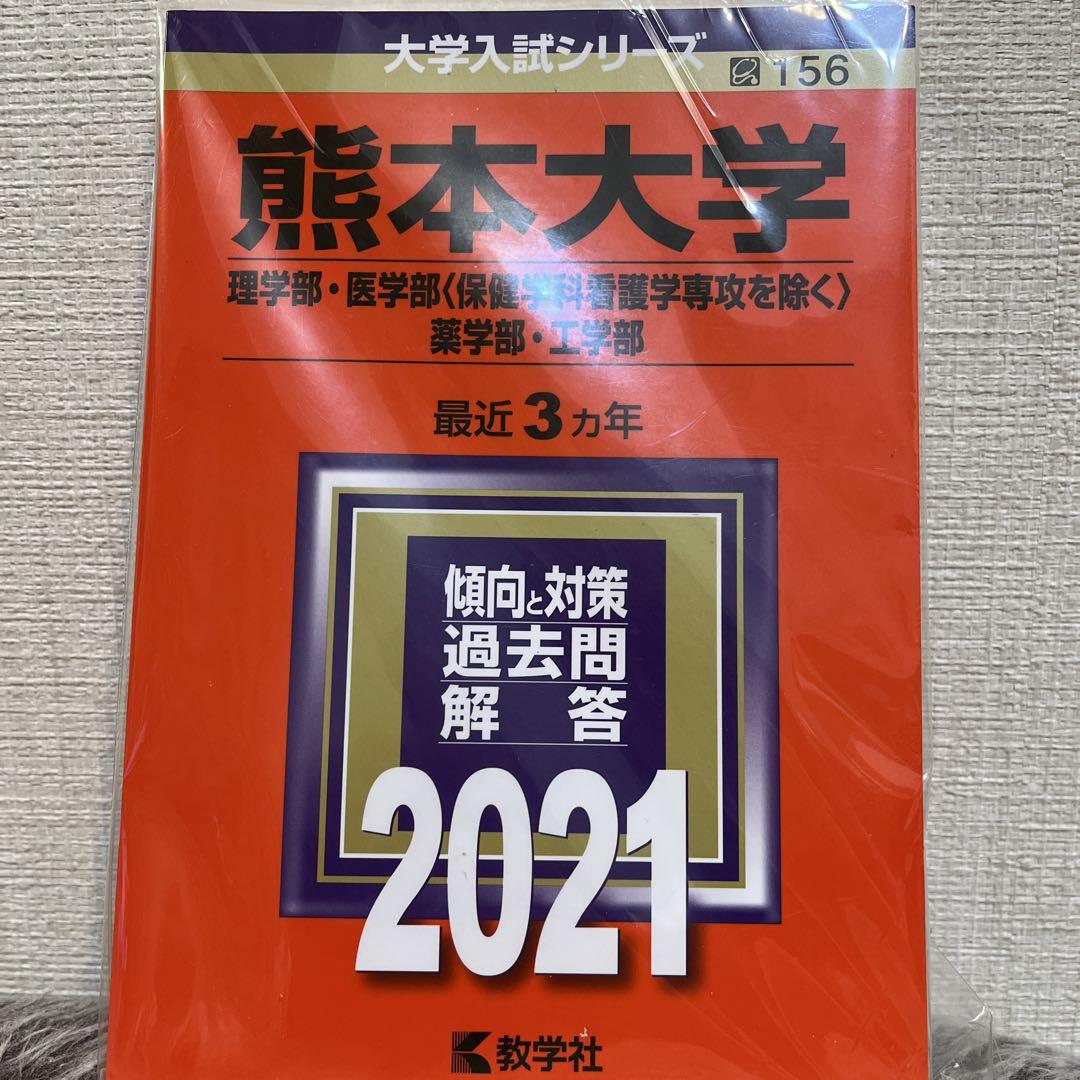 大学入試シリーズ
156
熊本大学
理学部・医学部〈保健学科看護学専攻を除く〉
薬学部・工学部
最近3カ年
傾向と対策
過去問
解答
2021
教学社